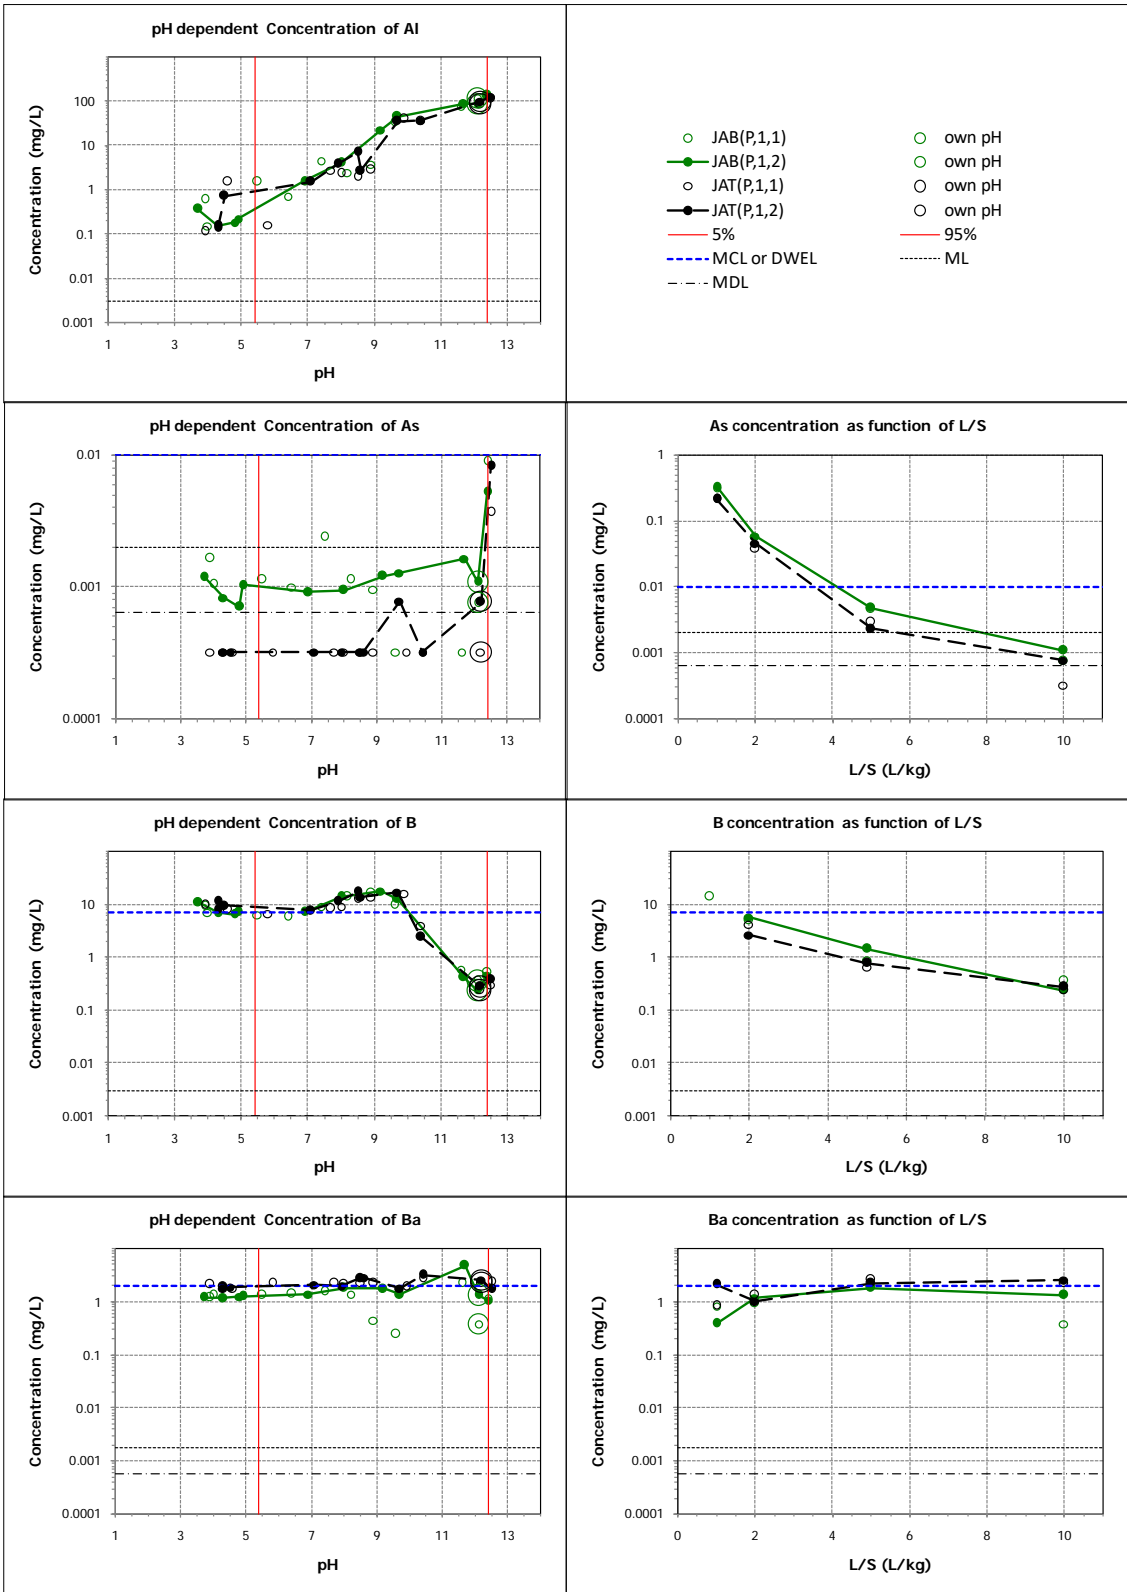 pH dependent Concentration of Al
Concentration (mg/L)
100
10
1
0.1
0.01
0.001
1 3 5 7 9 11 13
pH
JAB(P,1,1) own pH
JAB(P,1,2) own pH
JAT(P,1,1) own pH
JAT(P,1,2) own pH
5% 95%
MCL or DWEL ML
MDL
pH dependent Concentration of As
Concentration (mg/L)
0.01
0.001
0.0001
1 3 5 7 9 11 13
pH
As concentration as function of L/S
Concentration (mg/L)
1
0.1
0.01
0.001
0.0001
0 2 4 6 8 10
L/S (L/kg)
pH dependent Concentration of B
Concentration (mg/L)
10
1
0.1
0.01
0.001
1 3 5 7 9 11 13
pH
B concentration as function of L/S
Concentration (mg/L)
10
1
0.1
0.01
0.001
0 2 4 6 8 10
L/S (L/kg)
pH dependent Concentration of Ba
Concentration (mg/L)
1
0.1
0.01
0.001
0.0001
1 3 5 7 9 11 13
pH
Ba concentration as function of L/S
Concentration (mg/L)
1
0.1
0.01
0.001
0.0001
0 2 4 6 8 10
L/S (L/kg)